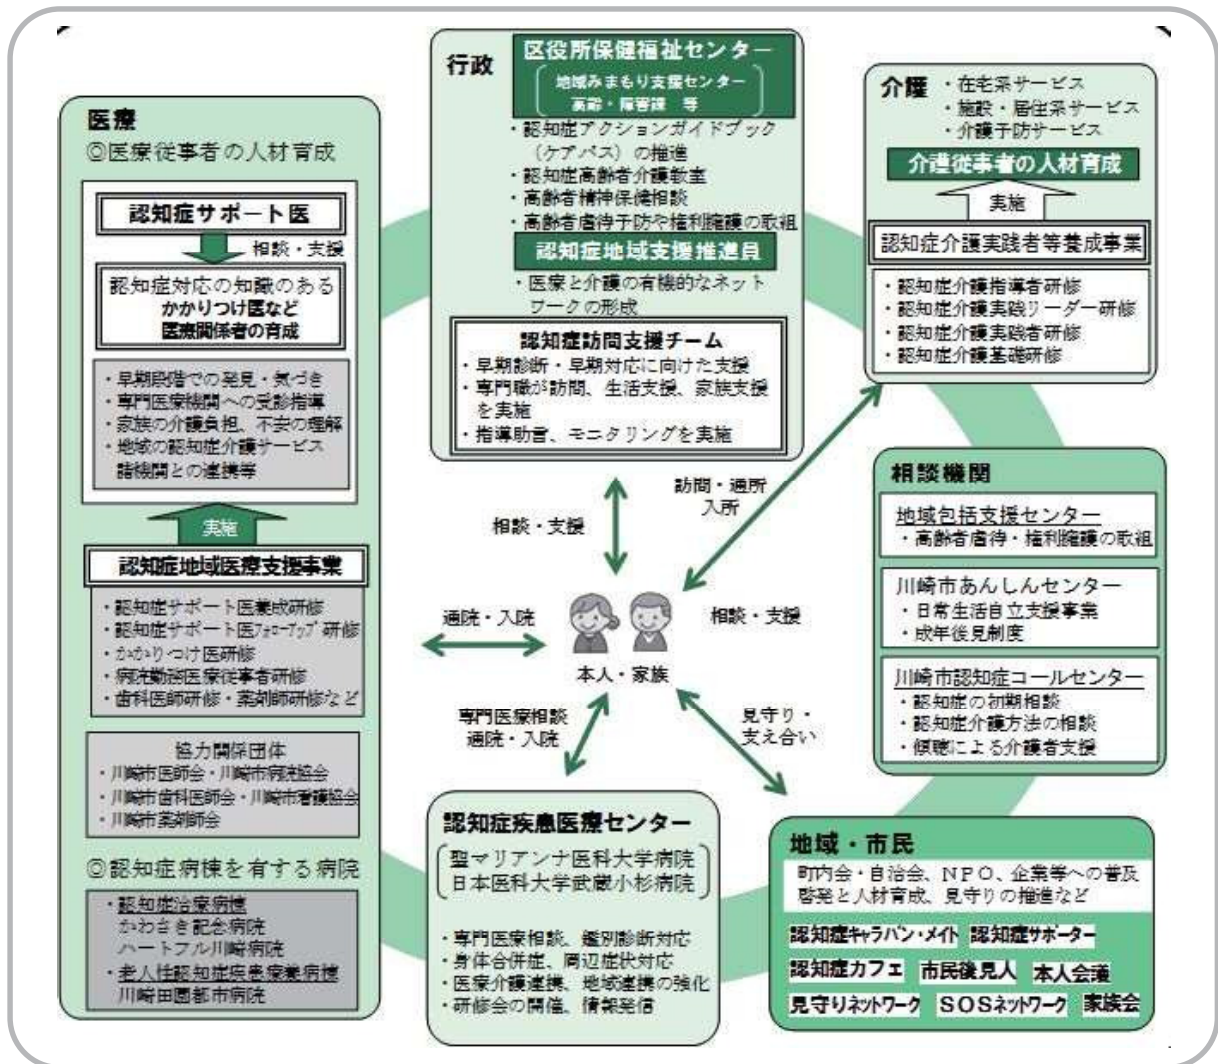 医療
◎医療従事者の人材育成
認知症サポート医
相談・支援
認知症対応の知識のある
かかりつけ医など
医療関係者の育成
・早期段階での発見・気づき
・専門医療機関への受診指導
・家族の介護負担、不安の理解
・地域の認知症介護サービス
諸機関との連携等
実施
認知症地域医療支援事業
・認知症サポート医養成研修
・認知症サポート医フォローアップ研修
・かかりつけ医研修
・病院勤務医療従事者研修
・歯科医師研修・薬剤師研修など
協力関係団体
・川崎市医師会・川崎市病院協会
・川崎市歯科医師会・川崎市看護協会
・川崎市薬剤師会
◎認知症病棟を有する病院
・認知症治療病棟
かわさき記念病院
ハートフル川崎病院
・老人性認知症疾患療養病棟
川崎田園都市病院
行政
区役所保健福祉センター
地域みまもり支援センター
高齢・障害課 等
・認知症アクションガイドブック
(ケアパス)の推進
・認知症高齢者介護教室
・高齢者精神保健相談
・高齢者虐待予防や権利擁護の取組
認知症地域支援推進員
・医療と介護の有機的なネット
ワークの形成
認知症訪問支援チーム
・早期診断・早期対応に向けた支援
・専門職が訪問、生活支援、家族支援
を実施
・指導助言、モニタリングを実施
介護
・在宅系サービス
・施設・居住系サービス
・介護予防サービス
介護従事者の人材育成
実施
認知症介護実践者等養成事業
・認知症介護指導者研修
・認知症介護実践リーダー研修
・認知症介護実践者研修
・認知症介護基礎研修
相談・支援
訪問・通所
入所
通院・入院
本人・家族
相談・支援
専門医療相談
通院・入院
見守り・
支え合い
相談機関
地域包括支援センター
・高齢者虐待・権利擁護の取組
川崎市あんしんセンター
・日常生活自立支援事業
・成年後見制度
川崎市認知症コールセンター
・認知症の初期相談
・認知症介護方法の相談
・傾聴による介護者支援
認知症疾患医療センター
聖マリアンナ医科大学病院
日本医科大学武蔵小杉病院
・専門医療相談、鑑別診断対応
・身体合併症、周辺症状対応
・医療介護連携、地域連携の強化
・研修会の開催、情報発信
地域・市民
町内会・自治会、NPO、企業等への普及
啓発と人材育成、見守りの推進など
認知症キャラバン・メイト 認知症サポーター
認知症カフェ 市民後見人 本人会議
見守りネットワーク SOSネットワーク 家族会